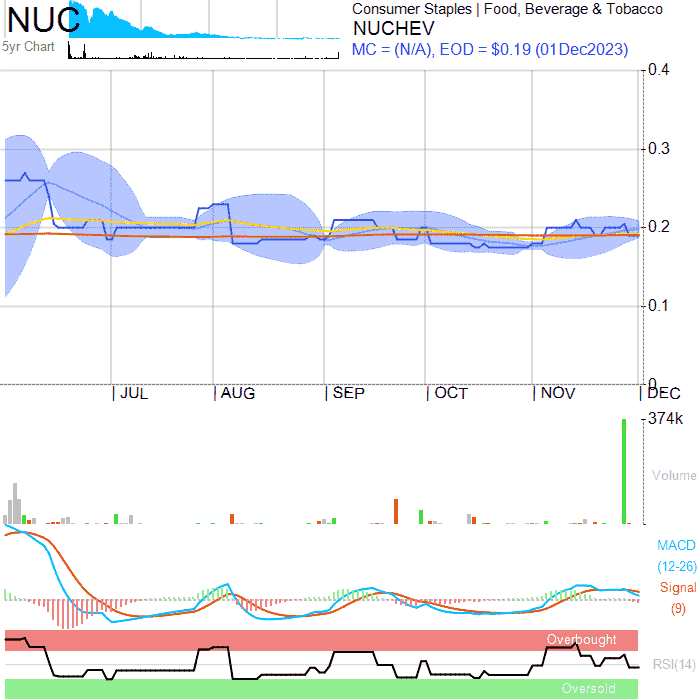 NUC
5yr Chart
Consumer Staples | Food, Beverage & Tobacco
NUCHEV
MC = (N/A), EOD = $0.19 (01Dec2023)
0.4
0.3
0.2
0.1
0
JUL AUG SEP OCT NOV DEC
374k
Volume
MACD
(12-26)
Signal
(9)
Overbought
RSI(14)
Oversold